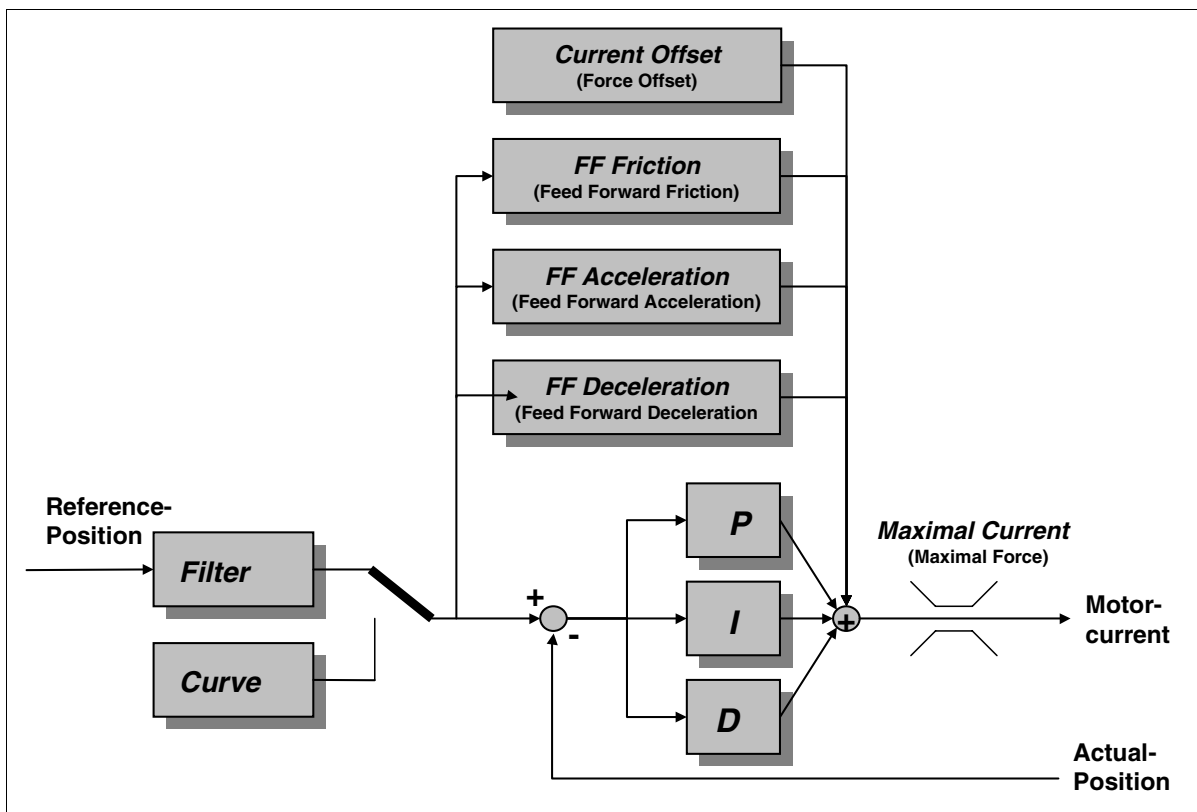 Current Offset
(Force Offset)
FF Friction
(Feed Forward Friction)
FF Acceleration
(Feed Forward Acceleration)
FF Deceleration
(Feed Forward Deceleration
Reference-
Position
Filter
Curve
+
-
P
I
D
+
Maximal Current
(Maximal Force)
Motor-
current
Actual-
Position